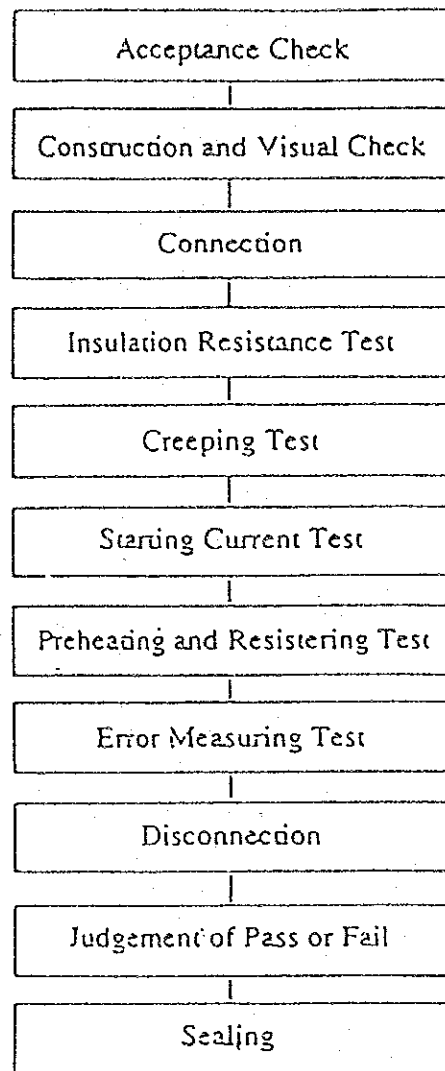 Acceptance Check
Construction and Visual Check
Connection
Insulation Resistance Test
Creeping Test
Starting Current Test
Preheating and Resistering Test
Error Measuring Test
Disconnection
Judgement of Pass or Fail
Sealing